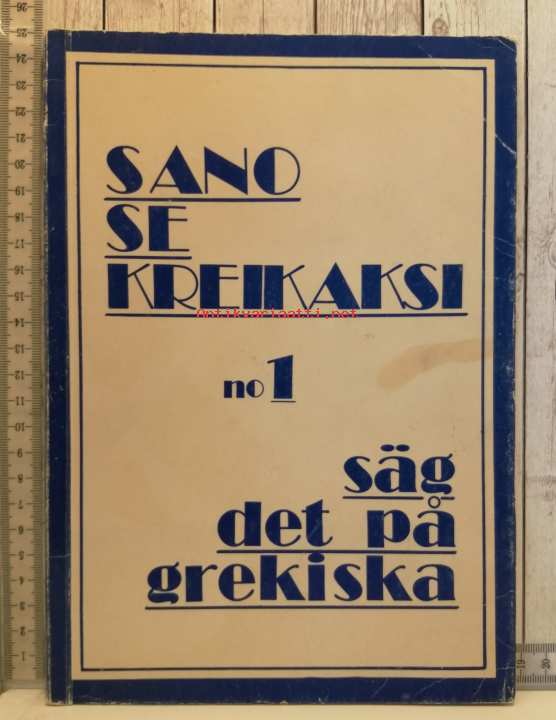 SANO
SE
KREIKAKSI
Antikvariaatti.net
no 1
säg
det på
grekiska